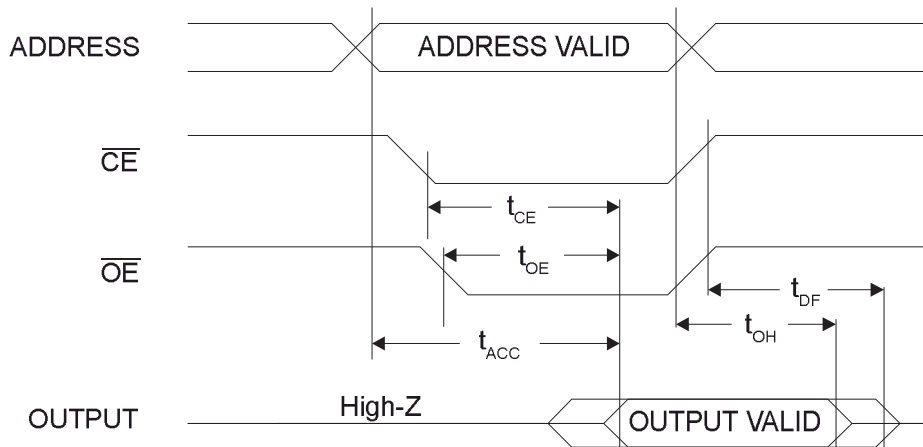 ADDRESS
ADDRESS VALID
CE
tCE
OE
tOE
tDF
tOH
tACC
High-Z
OUTPUT
OUTPUT VALID